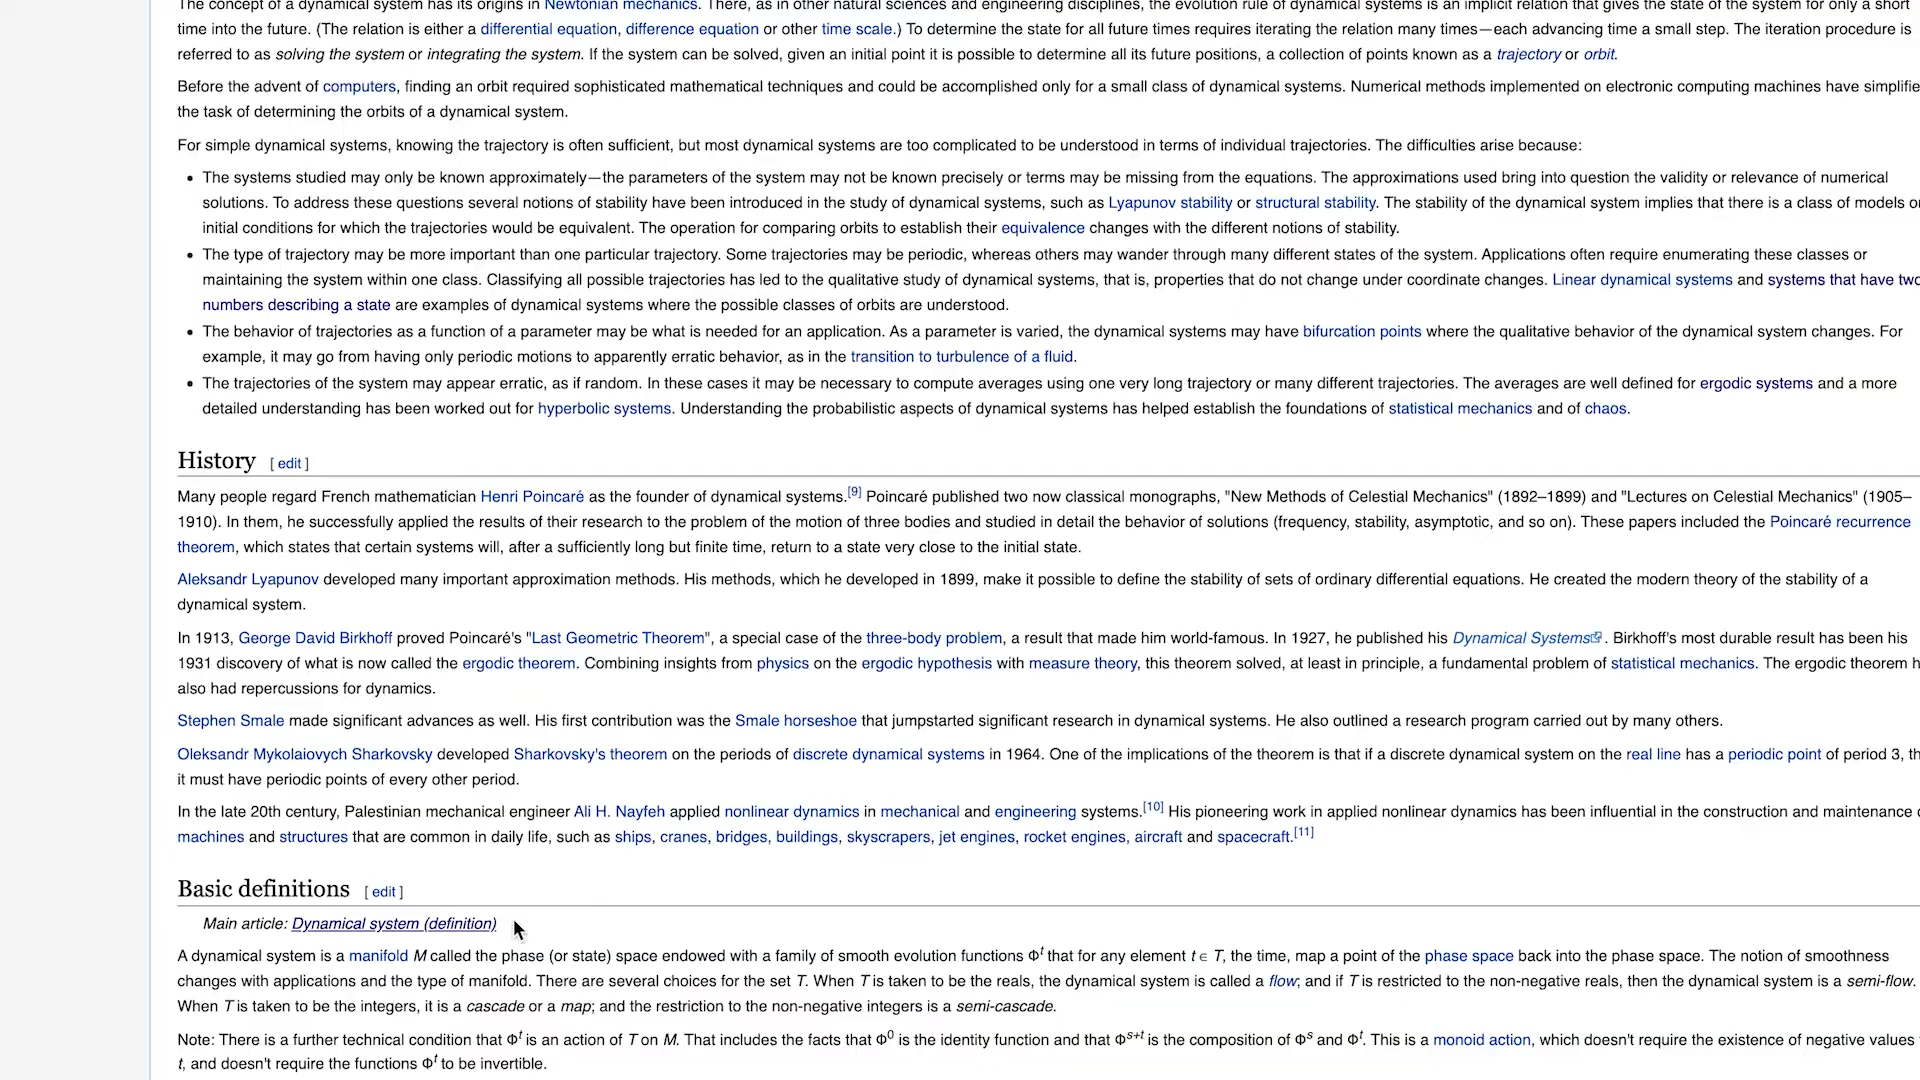 The concept of a dynamical system has its origins in Newtonian mechanics. There, as in other natural sciences and engineering disciplines, the evolution rule of dynamical systems is an implicit relation that gives the state of the system for only a short
time into the future. (The relation is either a differential equation, difference equation or other time scale.) To determine the state for all future times requires iterating the relation many times—each advancing time a small step. The iteration procedure is
referred to as solving the system or integrating the system. If the system can be solved, given an initial point it is possible to determine all its future positions, a collection of points known as a trajectory or orbit.
Before the advent of computers, finding an orbit required sophisticated mathematical techniques and could be accomplished only for a small class of dynamical systems. Numerical methods implemented on electronic computing machines have simplifie
the task of determining the orbits of a dynamical system.
For simple dynamical systems, knowing the trajectory is often sufficient, but most dynamical systems are too complicated to be understood in terms of individual trajectories. The difficulties arise because:
• The systems studied may only be known approximately—the parameters of the system may not be known precisely or terms may be missing from the equations. The approximations used bring into question the validity or relevance of numerical
solutions. To address these questions several notions of stability have been introduced in the study of dynamical systems, such as Lyapunov stability or structural stability. The stability of the dynamical system implies that there is a class of models o
initial conditions for which the trajectories would be equivalent. The operation for comparing orbits to establish their equivalence changes with the different notions of stability.
• The type of trajectory may be more important than one particular trajectory. Some trajectories may be periodic, whereas others may wander through many different states of the system. Applications often require enumerating these classes or
maintaining the system within one class. Classifying all possible trajectories has led to the qualitative study of dynamical systems, that is, properties that do not change under coordinate changes. Linear dynamical systems and systems that have two
numbers describing a state are examples of dynamical systems where the possible classes of orbits are understood.
• The behavior of trajectories as a function of a parameter may be what is needed for an application. As a parameter is varied, the dynamical systems may have bifurcation points where the qualitative behavior of the dynamical system changes. For
example, it may go from having only periodic motions to apparently erratic behavior, as in the transition to turbulence of a fluid.
• The trajectories of the system may appear erratic, as if random. In these cases it may be necessary to compute averages using one very long trajectory or many different trajectories. The averages are well defined for ergodic systems and a more
detailed understanding has been worked out for hyperbolic systems. Understanding the probabilistic aspects of dynamical systems has helped establish the foundations of statistical mechanics and of chaos.
History [ edit ]
Many people regard French mathematician Henri Poincaré as the founder of dynamical systems.[9] Poincaré published two now classical monographs, "New Methods of Celestial Mechanics" (1892–1899) and "Lectures on Celestial Mechanics" (1905–
1910). In them, he successfully applied the results of their research to the problem of the motion of three bodies and studied in detail the behavior of solutions (frequency, stability, asymptotic, and so on). These papers included the Poincaré recurrence
theorem, which states that certain systems will, after a sufficiently long but finite time, return to a state very close to the initial state.
Aleksandr Lyapunov developed many important approximation methods. His methods, which he developed in 1899, make it possible to define the stability of sets of ordinary differential equations. He created the modern theory of the stability of a
dynamical system.
In 1913, George David Birkhoff proved Poincaré's "Last Geometric Theorem", a special case of the three-body problem, a result that made him world-famous. In 1927, he published his Dynamical Systems. Birkhoff's most durable result has been his
1931 discovery of what is now called the ergodic theorem. Combining insights from physics on the ergodic hypothesis with measure theory, this theorem solved, at least in principle, a fundamental problem of statistical mechanics. The ergodic theorem h
also had repercussions for dynamics.
Stephen Smale made significant advances as well. His first contribution was the Smale horseshoe that jumpstarted significant research in dynamical systems. He also outlined a research program carried out by many others.
Oleksandr Mykolaiovych Sharkovsky developed Sharkovsky's theorem on the periods of discrete dynamical systems in 1964. One of the implications of the theorem is that if a discrete dynamical system on the real line has a periodic point of period 3, th
it must have periodic points of every other period.
In the late 20th century, Palestinian mechanical engineer Ali H. Nayfeh applied nonlinear dynamics in mechanical and engineering systems.[10] His pioneering work in applied nonlinear dynamics has been influential in the construction and maintenance o
machines and structures that are common in daily life, such as ships, cranes, bridges, buildings, skyscrapers, jet engines, rocket engines, aircraft and spacecraft.[11]
Basic definitions [ edit ]
Main article: Dynamical system (definition)
A dynamical system is a manifold M called the phase (or state) space endowed with a family of smooth evolution functions Φᵗ that for any element t ∈ T, the time, map a point of the phase space back into the phase space. The notion of smoothness
changes with applications and the type of manifold. There are several choices for the set T. When T is taken to be the reals, the dynamical system is called a flow; and if T is restricted to the non-negative reals, then the dynamical system is a semi-flow.
When T is taken to be the integers, it is a cascade or a map; and the restriction to the non-negative integers is a semi-cascade.
Note: There is a further technical condition that Φᵗ is an action of T on M. That includes the facts that Φ⁰ is the identity function and that Φˢ⁺ᵗ is the composition of Φˢ and Φᵗ. This is a monoid action, which doesn't require the existence of negative values
t, and doesn't require the functions Φᵗ to be invertible.